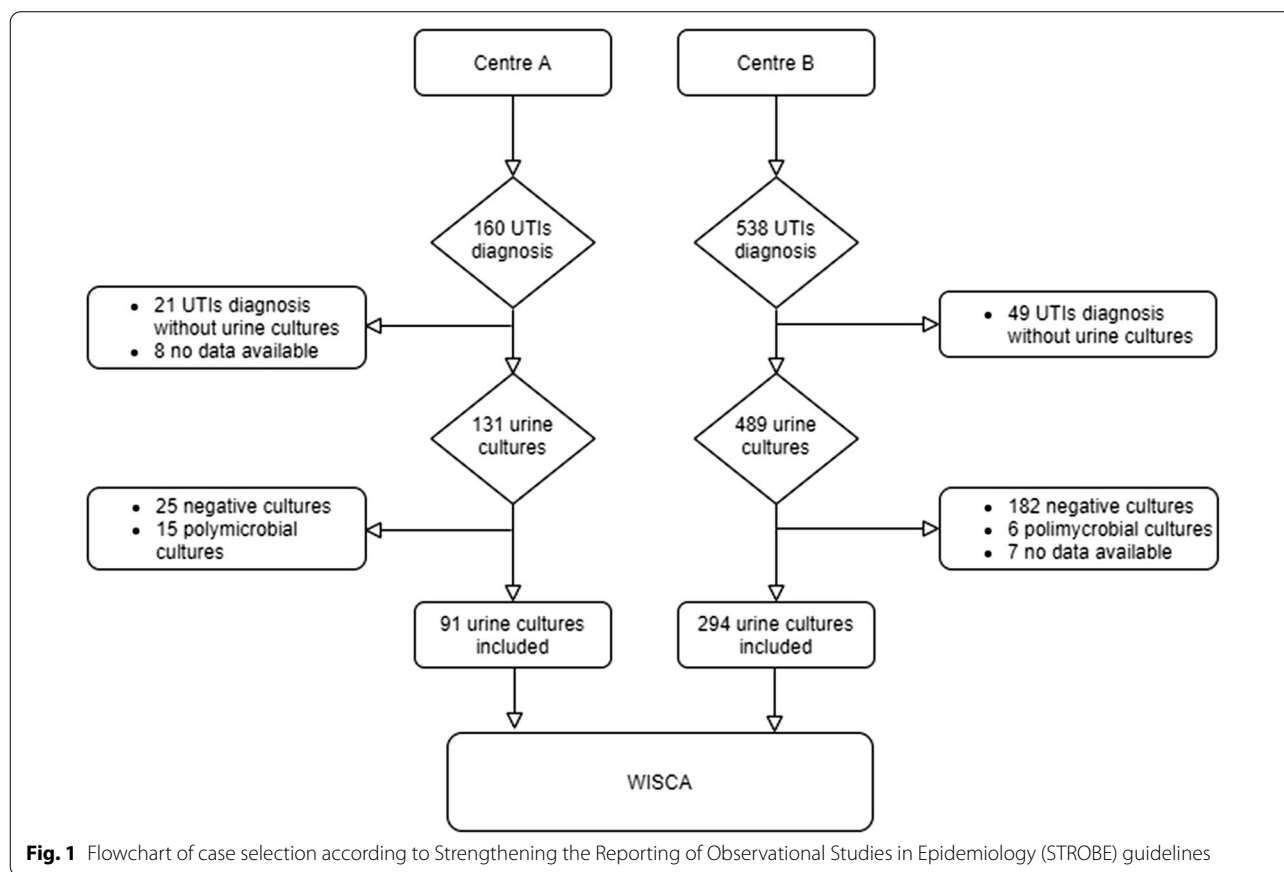 Centre A
Centre B
160 UTIs
diagnosis
538 UTIs
diagnosis
• 21 UTIs diagnosis
without urine cultures
• 8 no data available
• 49 UTIs diagnosis
without urine cultures
131 urine
cultures
489 urine
cultures
• 25 negative cultures
• 15 polymicrobial
cultures
• 182 negative cultures
• 6 polimycrobial cultures
• 7 no data available
91 urine cultures
included
294 urine cultures
included
WISCA
Fig. 1 Flowchart of case selection according to Strengthening the Reporting of Observational Studies in Epidemiology (STROBE) guidelines